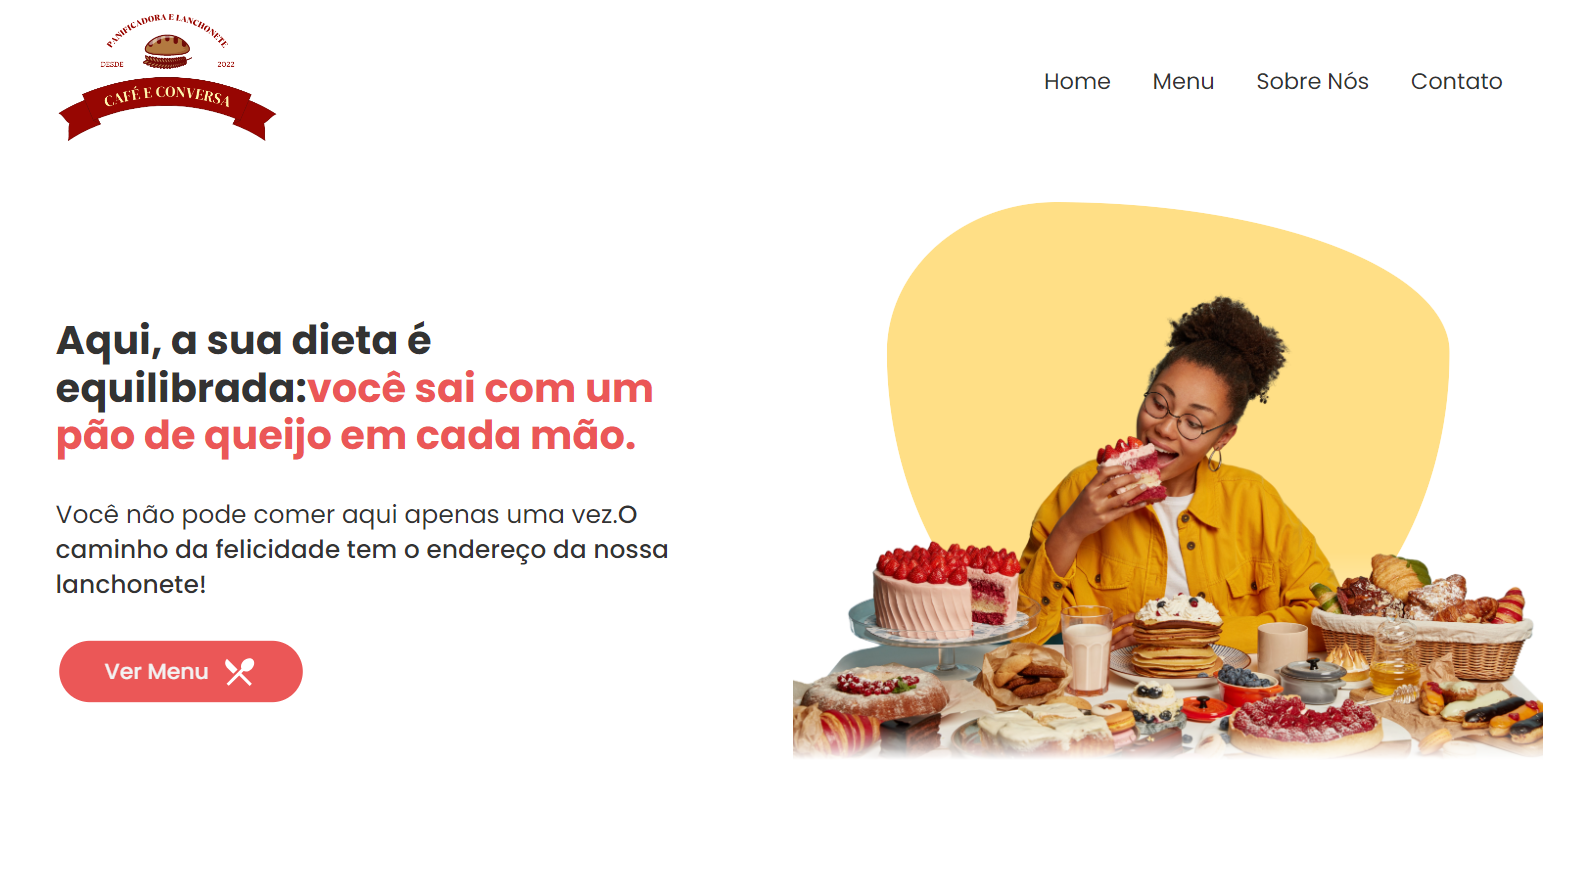 PANIFICADORA E LANCHONETE
DESDE 2022
CAFÉ E CONVERSA
Home Menu Sobre Nós Contato
Aqui, a sua dieta é
equilibrada:você sai com um
pão de queijo em cada mão.
Você não pode comer aqui apenas uma vez.O
caminho da felicidade tem o endereço da nossa
lanchonete!
Ver Menu